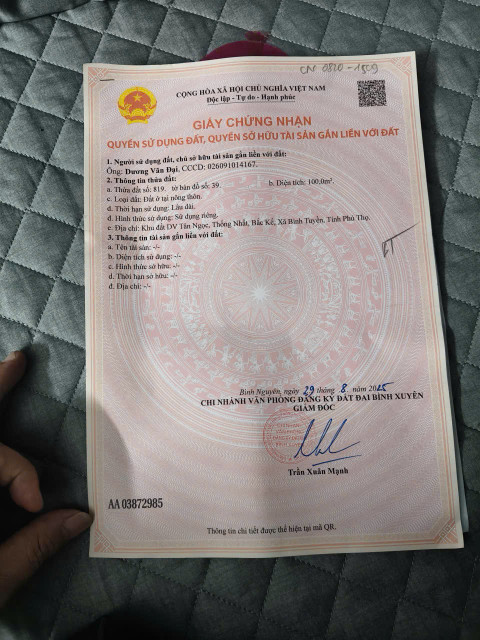 CN 0820-1509
CỘNG HÒA XÃ HỘI CHỦ NGHĨA VIỆT NAM
Độc lập - Tự do - Hạnh phúc
GIẤY CHỨNG NHẬN
QUYỀN SỬ DỤNG ĐẤT, QUYỀN SỞ HỮU TÀI SẢN GẮN LIỀN VỚI ĐẤT
1. Người sử dụng đất, chủ sở hữu tài sản gắn liền với đất:
Ông: Dương Văn Đại, CCCD: 026091014167.
2. Thông tin thửa đất:
a. Thửa đất số: 819. tờ bản đồ số: 39. b. Diện tích: 100,0m².
c. Loại đất: Đất ở tại nông thôn.
d. Thời hạn sử dụng: Lâu dài.
đ. Hình thức sử dụng: Sử dụng riêng.
e. Địa chỉ: Khu đất DV Tân Ngọc, Thống Nhất, Bắc Kế, Xã Bình Tuyền, Tỉnh Phú Thọ.
3. Thông tin tài sản gắn liền với đất:
a. Tên tài sản: -/-
b. Diện tích sử dụng: -/-
c. Hình thức sở hữu: -/-
d. Thời hạn sở hữu: -/-
đ. Địa chỉ: -/-
Bình Nguyên, ngày 29 tháng 8 năm 2025
CHI NHÁNH VĂN PHÒNG ĐĂNG KÝ ĐẤT ĐAI BÌNH XUYÊN
GIÁM ĐỐC
Trần Xuân Mạnh
AA 03872985
Thông tin chi tiết được thể hiện tại mã QR.